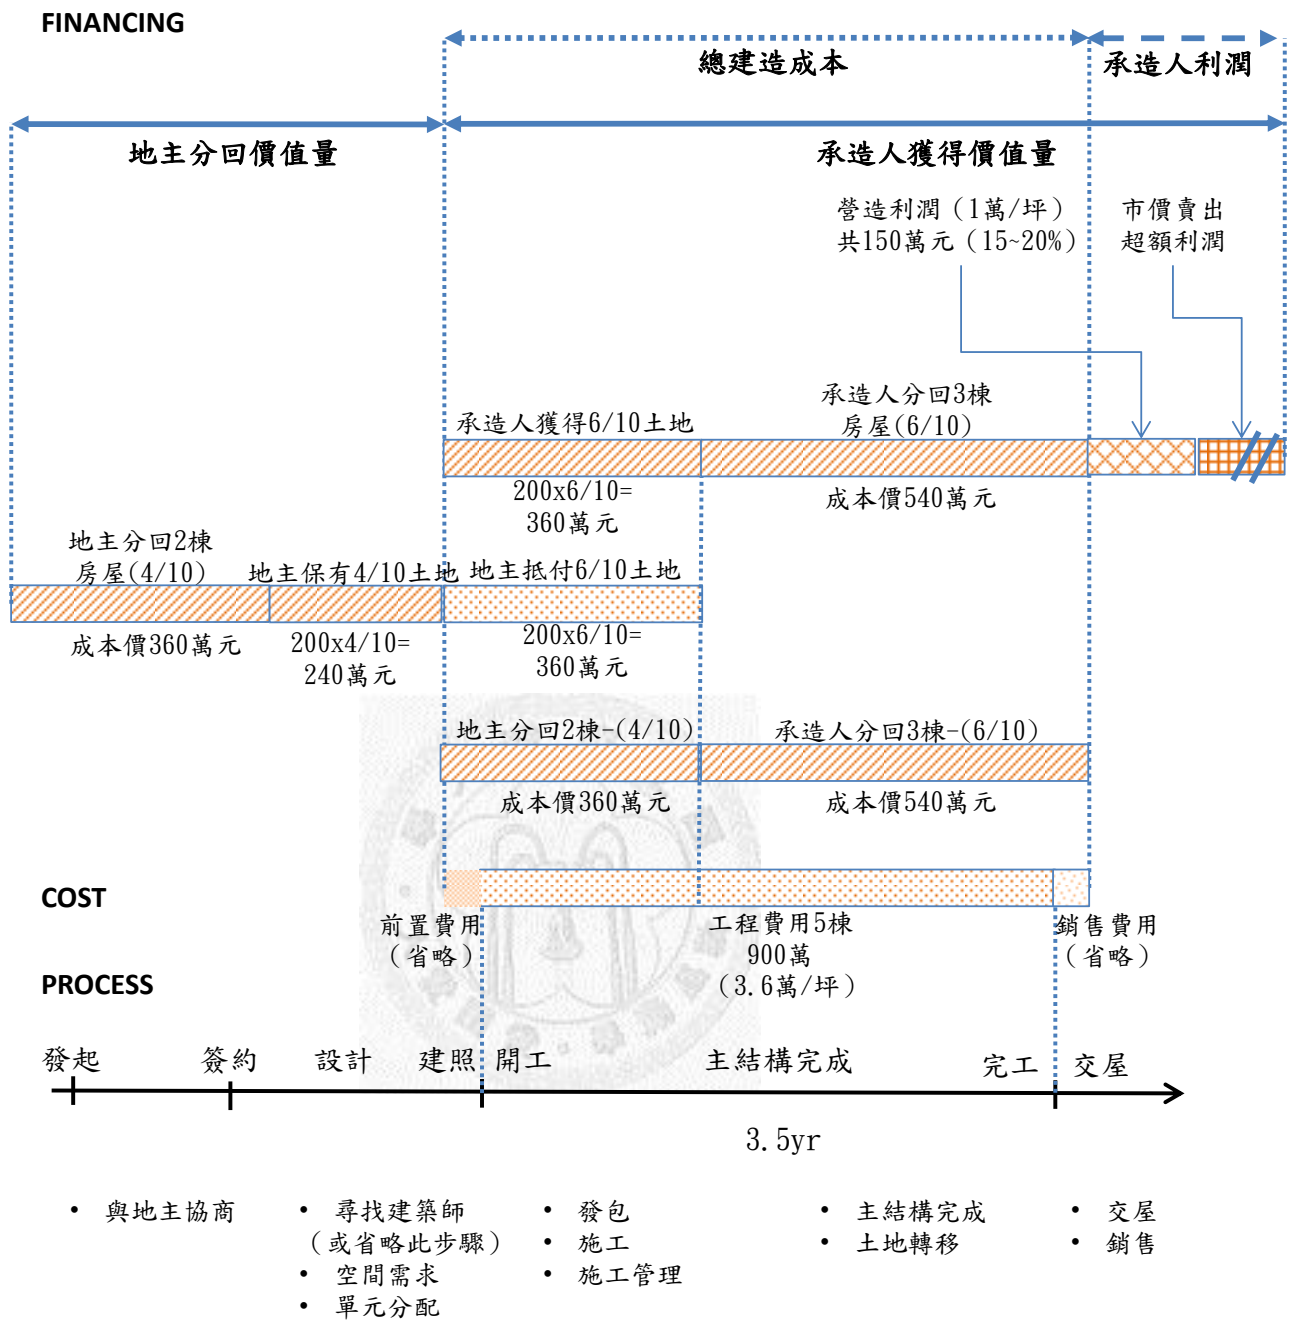 FINANCING
總建造成本
承造人利潤
地主分回價值量
承造人獲得價值量
營造利潤（1萬/坪）
共150萬元（15~20%）
市價賣出
超額利潤
承造人獲得6/10土地
承造人分回3棟
房屋(6/10)
200x6/10=
360萬元
成本價540萬元
地主分回2棟
房屋(4/10)
地主保有4/10土地
地主抵付6/10土地
成本價360萬元
200x4/10=
240萬元
200x6/10=
360萬元
地主分回2棟-(4/10)
承造人分回3棟-(6/10)
成本價360萬元
成本價540萬元
COST
前置費用
（省略）
工程費用5棟
900萬
（3.6萬/坪）
銷售費用
（省略）
PROCESS
發起
簽約
設計
建照
開工
主結構完成
完工
交屋
3.5yr
• 與地主協商
• 尋找建築師
（或省略此步驟）
• 空間需求
• 單元分配
• 發包
• 施工
• 施工管理
• 主結構完成
• 土地轉移
• 交屋
• 銷售